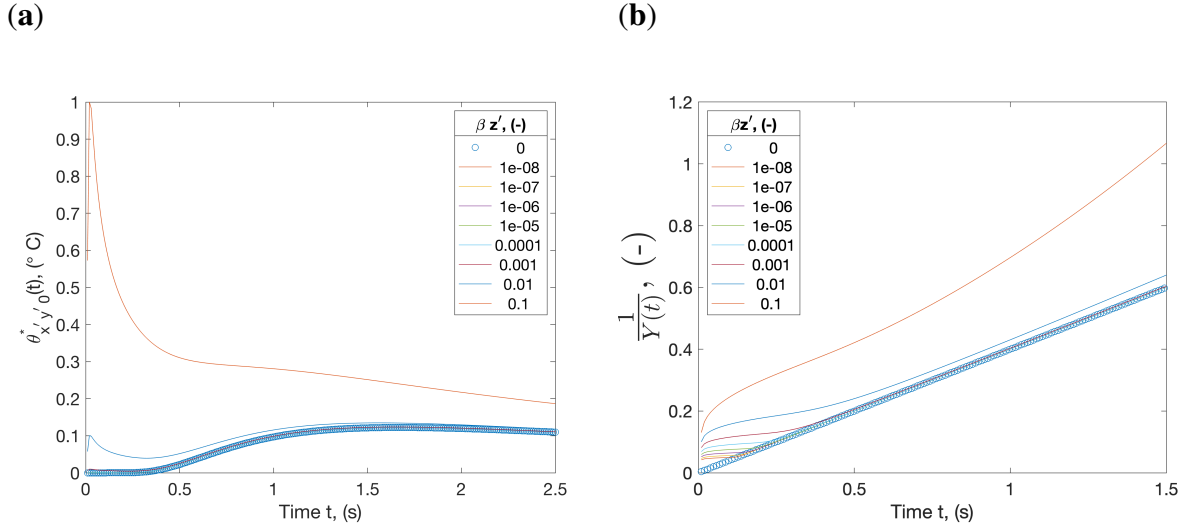 (a)
(b)
1
0.9
0.8
0.7
0.6
0.5
0.4
0.3
0.2
0.1
0
θ*x′ y′ 0(t), (° C)
0
0.5
1
1.5
2
2.5
Time t, (s)
β z′, (-)
0
1e-08
1e-07
1e-06
1e-05
0.0001
0.001
0.01
0.1
1.2
1
0.8
0.6
0.4
0.2
0
1/Y(t), (-)
0
0.5
1
1.5
Time t, (s)
βz′, (-)
0
1e-08
1e-07
1e-06
1e-05
0.0001
0.001
0.01
0.1